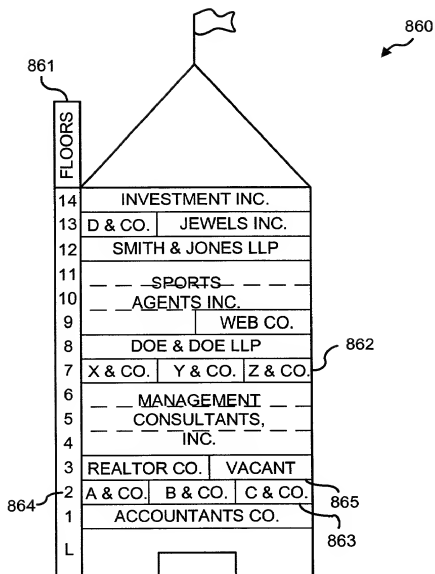 860
861
FLOORS
14 INVESTMENT INC.
13 D & CO. JEWELS INC.
12 SMITH & JONES LLP
11 SPORTS
10 AGENTS INC.
9 WEB CO.
8 DOE & DOE LLP
862
7 X & CO. Y & CO. Z & CO.
6 MANAGEMENT
5 CONSULTANTS,
4 INC.
3 REALTOR CO. VACANT
864 2 A & CO. B & CO. C & CO. 865
1 ACCOUNTANTS CO. 863
L